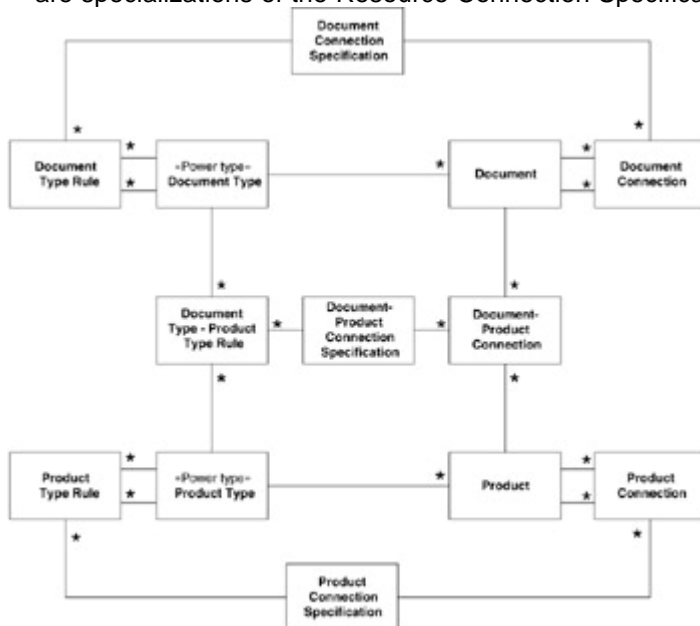 are specializations of the Resource Connection Specifica
Document
Connection
Specification
*
*
*
*
*
*
*
Document
Type Rule
«Power type»
Document Type
Document
Document
Connection
*
*
Document
Type - Product
Type Rule
*
Document-
Product
Connection
Specification
*
Document-
Product
Connection
*
*
*
*
*
*
*
Product
Type Rule
«Power type»
Product Type
Product
Product
Connection
*
*
Product
Connection
Specification